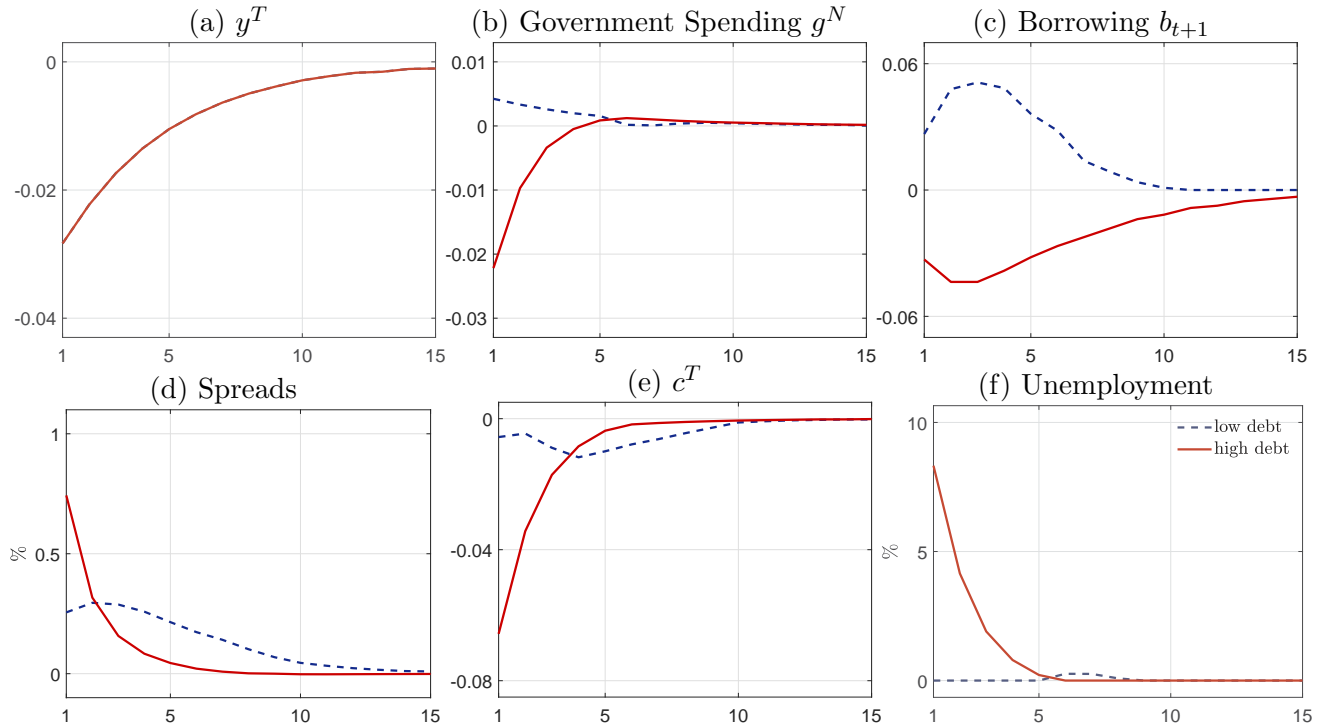 (a) y^T
0
-0.02
-0.04
1 5 10 15
(b) Government Spending g^N
0.01
0
-0.01
-0.02
-0.03
1 5 10 15
(c) Borrowing b_{t+1}
0.06
0
-0.06
1 5 10 15
(d) Spreads
%
1
0.5
0
1 5 10 15
(e) c^T
0
-0.04
-0.08
1 5 10 15
(f) Unemployment
%
10
5
0
1 5 10 15
low debt
high debt